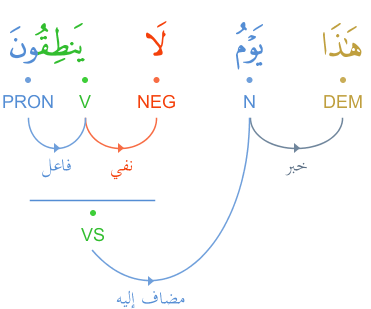 هَٰذَا يَوْمُ لَا يَنطِقُونَ
DEM N NEG V PRON
خبر نفي فاعل
VS
مضاف إليه